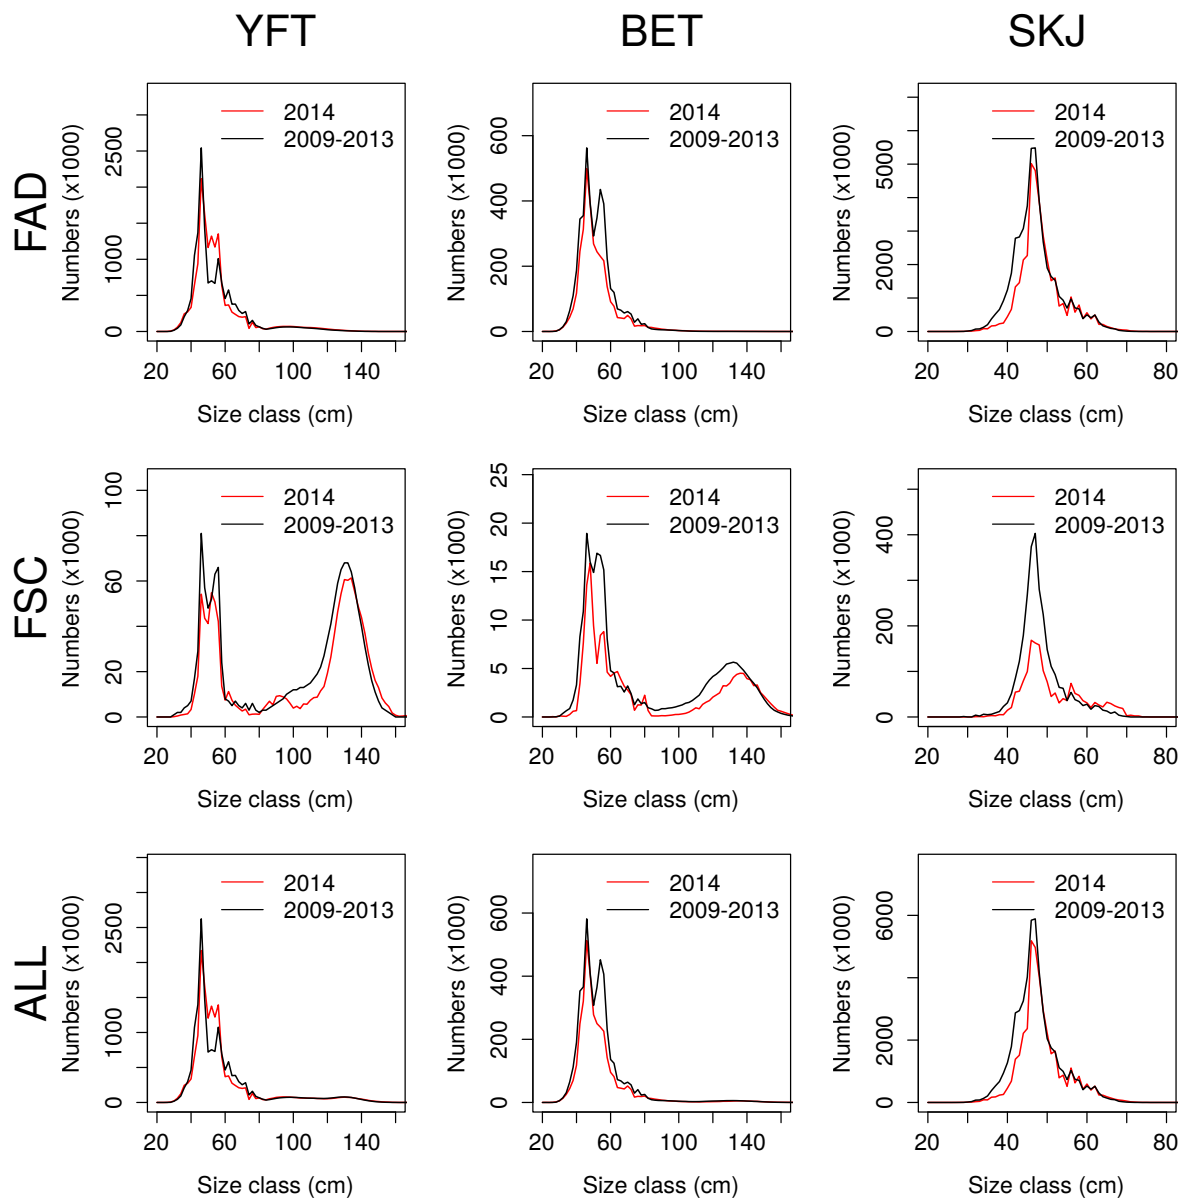 YFT BET SKJ
FAD
Numbers (x1000)
0 1000 2500
2014
2009-2013
20 60 100 140
Size class (cm)
Numbers (x1000)
0 200 400 600
2014
2009-2013
20 60 100 140
Size class (cm)
Numbers (x1000)
0 2000 5000
2014
2009-2013
20 40 60 80
Size class (cm)
FSC
Numbers (x1000)
0 20 60 100
2014
2009-2013
20 60 100 140
Size class (cm)
Numbers (x1000)
0 5 10 15 20 25
2014
2009-2013
20 60 100 140
Size class (cm)
Numbers (x1000)
0 200 400
2014
2009-2013
20 40 60 80
Size class (cm)
ALL
Numbers (x1000)
0 1000 2500
2014
2009-2013
20 60 100 140
Size class (cm)
Numbers (x1000)
0 200 400 600
2014
2009-2013
20 60 100 140
Size class (cm)
Numbers (x1000)
0 2000 6000
2014
2009-2013
20 40 60 80
Size class (cm)